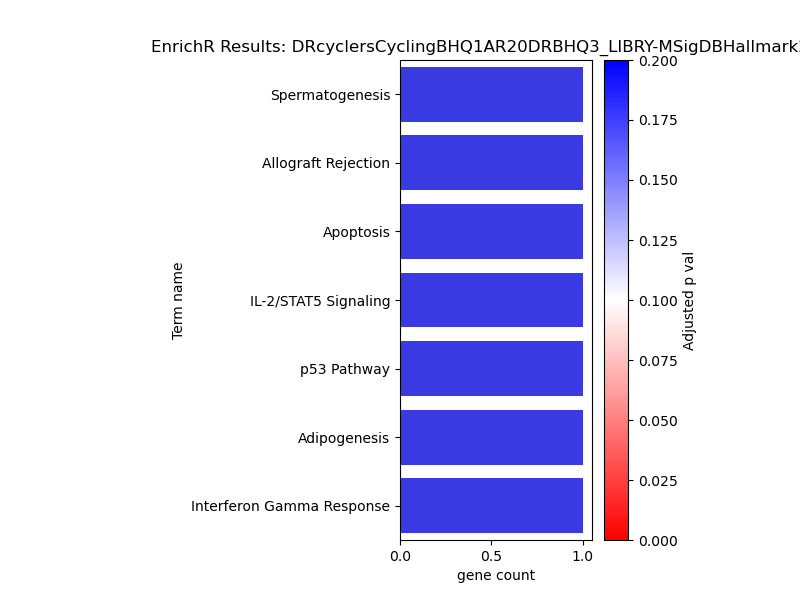 EnrichR Results: DRcyclersCyclingBHQ1AR20DRBHQ3_LIBRY-MSigDBHallmark
Spermatogenesis
Allograft Rejection
Apoptosis
IL-2/STAT5 Signaling
p53 Pathway
Adipogenesis
Interferon Gamma Response
Term name
0.0 0.5 1.0
gene count
0.200
0.175
0.150
0.125
0.100
0.075
0.050
0.025
0.000
Adjusted p val